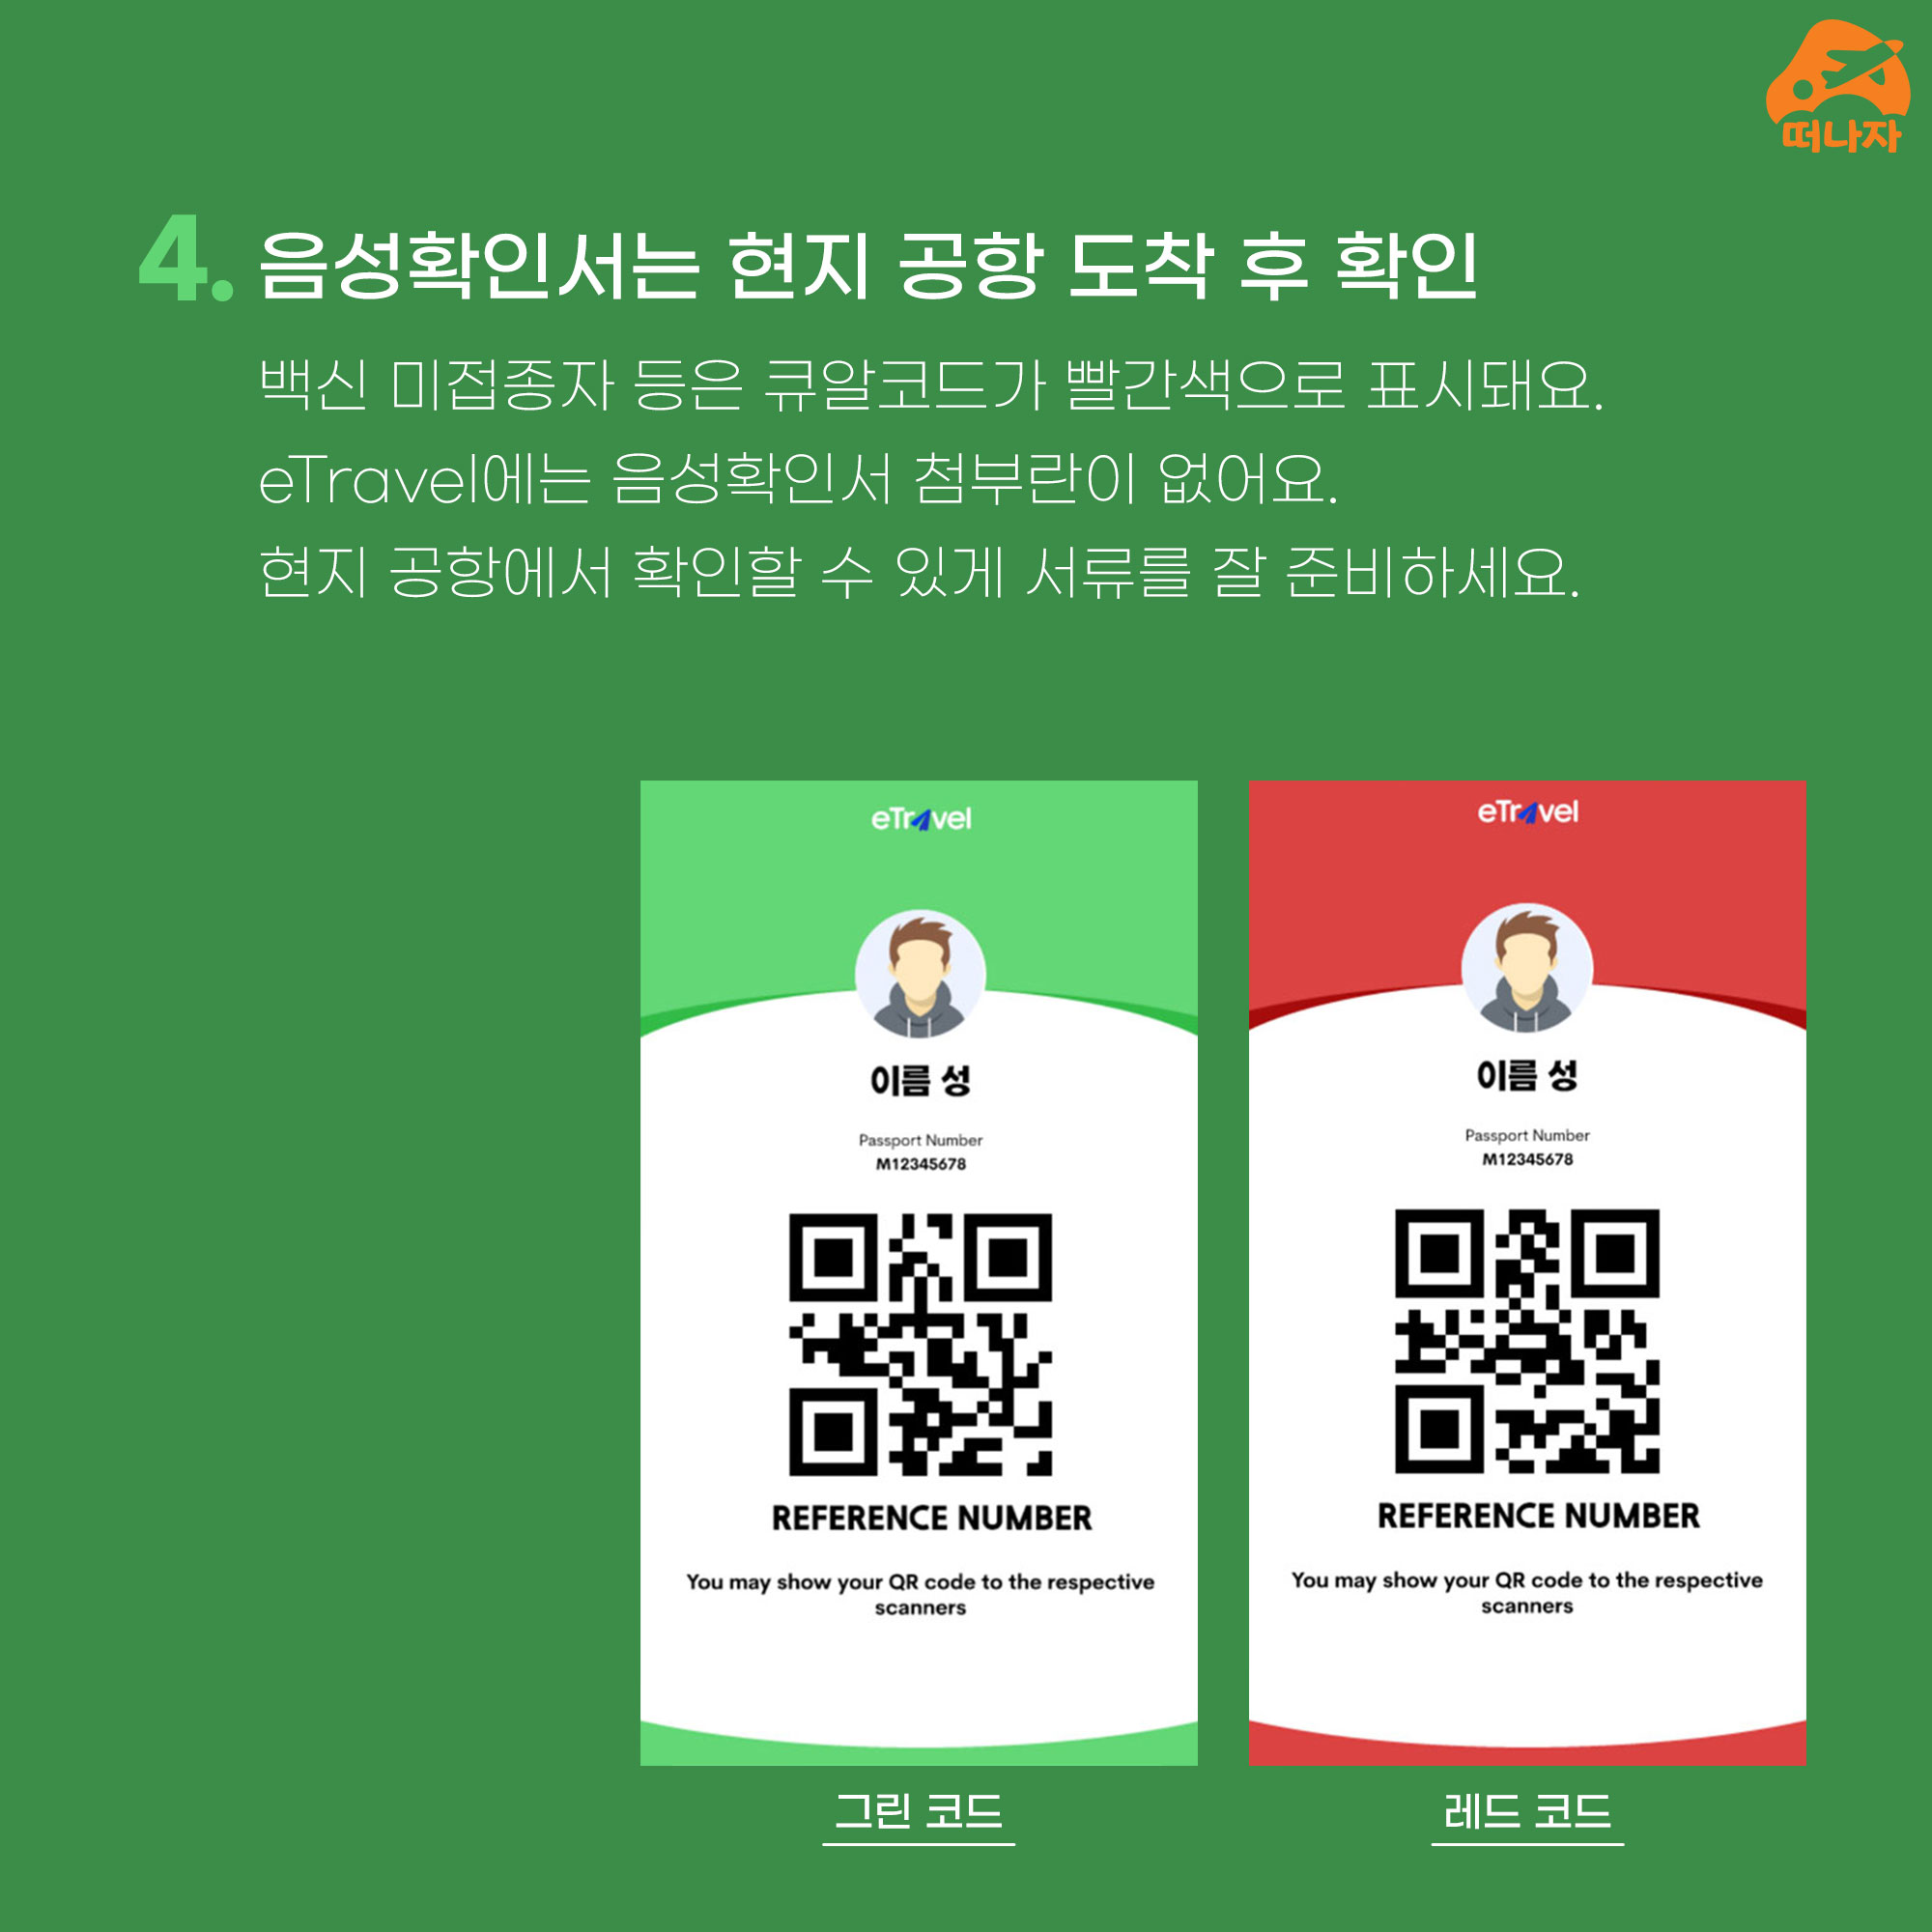 떠나자
4. 음성확인서는 현지 공항 도착 후 확인
백신 미접종자 등은 큐알코드가 빨간색으로 표시돼요.
eTravel에는 음성확인서 첨부란이 없어요.
현지 공항에서 확인할 수 있게 서류를 잘 준비하세요.
eTravel
이름 성
Passport Number
M12345678
REFERENCE NUMBER
You may show your QR code to the respective
scanners
그린 코드
eTravel
이름 성
Passport Number
M12345678
REFERENCE NUMBER
You may show your QR code to the respective
scanners
레드 코드